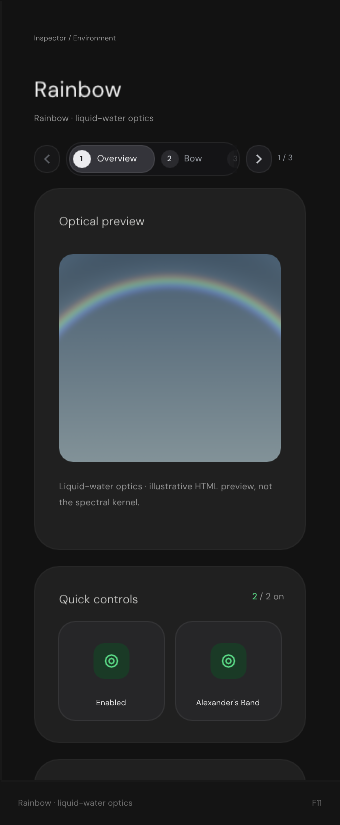 Inspector / Environment
Rainbow
Rainbow · liquid-water optics
1 Overview 2 Bow 3 1 / 3
Optical preview
Liquid-water optics · illustrative HTML preview, not
the spectral kernel.
Quick controls 2 / 2 on
Enabled Alexander's Band
Rainbow · liquid-water optics F11